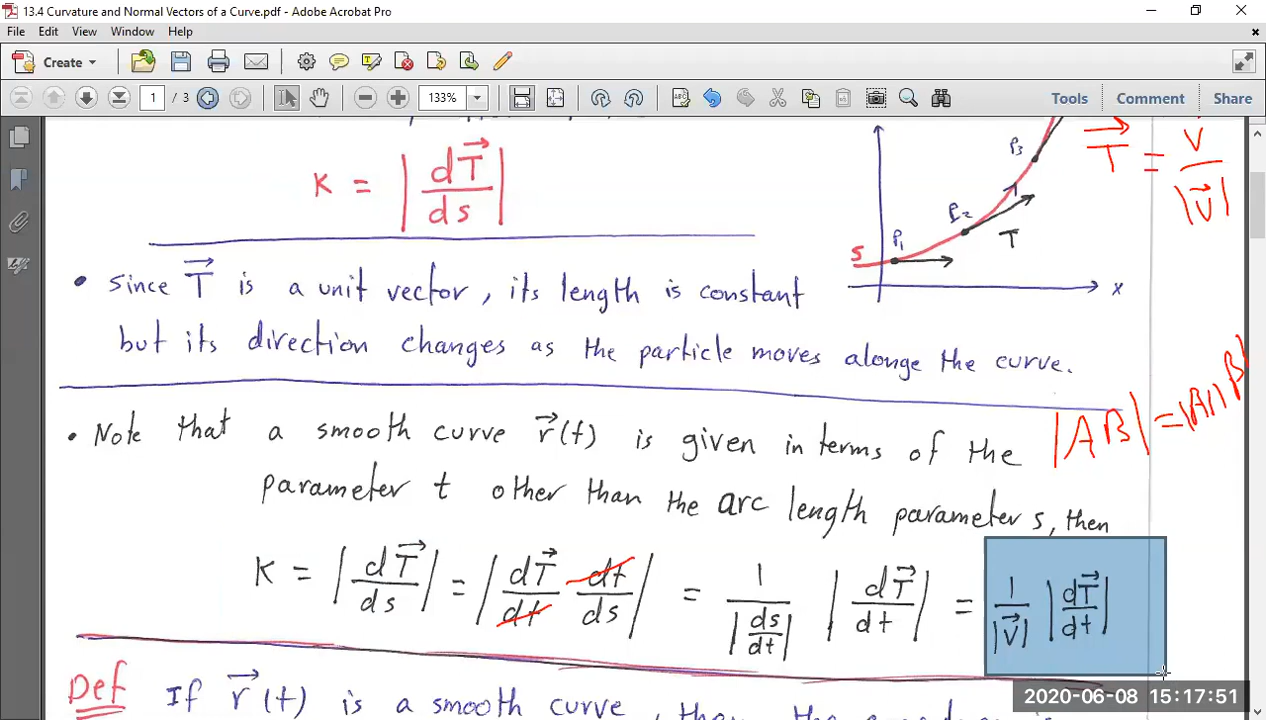 13.4 Curvature and Normal Vectors of a Curve.pdf - Adobe Acrobat Pro
File Edit View Window Help
Create
1 / 3 133% Tools Comment Sign Share
K = | dT⃗ / ds |
T⃗ = V / |V⃗|
P1 P2 P3 T S x
• Since T⃗ is a unit vector, its length is constant
but its direction changes as the particle moves alonge the curve.
|AB| = |A||B|
• Note that a smooth curve r⃗(t) is given in terms of the
parameter t other than the arc length parameter s, then
K = | dT⃗ / ds | = | dT⃗ / dt dt / ds | = 1 / | ds / dt | | dT⃗ / dt | = 1 / |V⃗| | dT⃗ / dt |
Def If r⃗(t) is a smooth curve, than the
2020-06-08 15:17:51